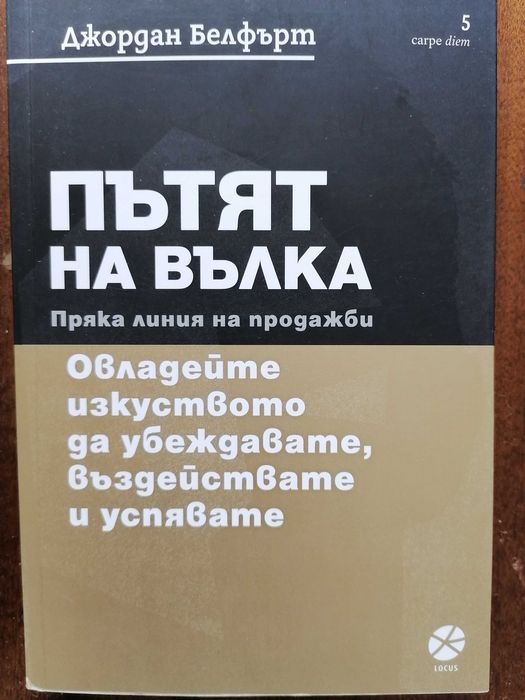 Джордан Белфърт
5
carpe diem
ПЪТЯТ
НА ВЪЛКА
Пряка линия на продажби
Овладейте
изкуството
да убеждавате,
въздействате
и успявате
LOCUS